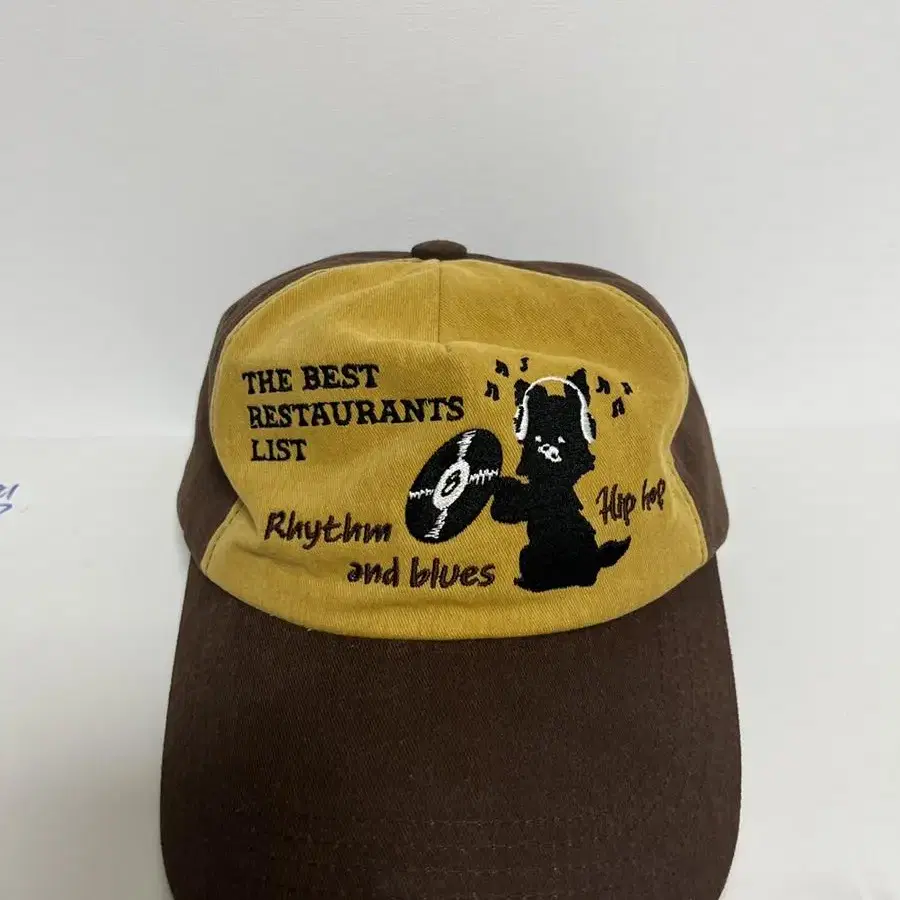 THE BEST
RESTAURANTS
LIST
Rhythm
and blues
Hip hop